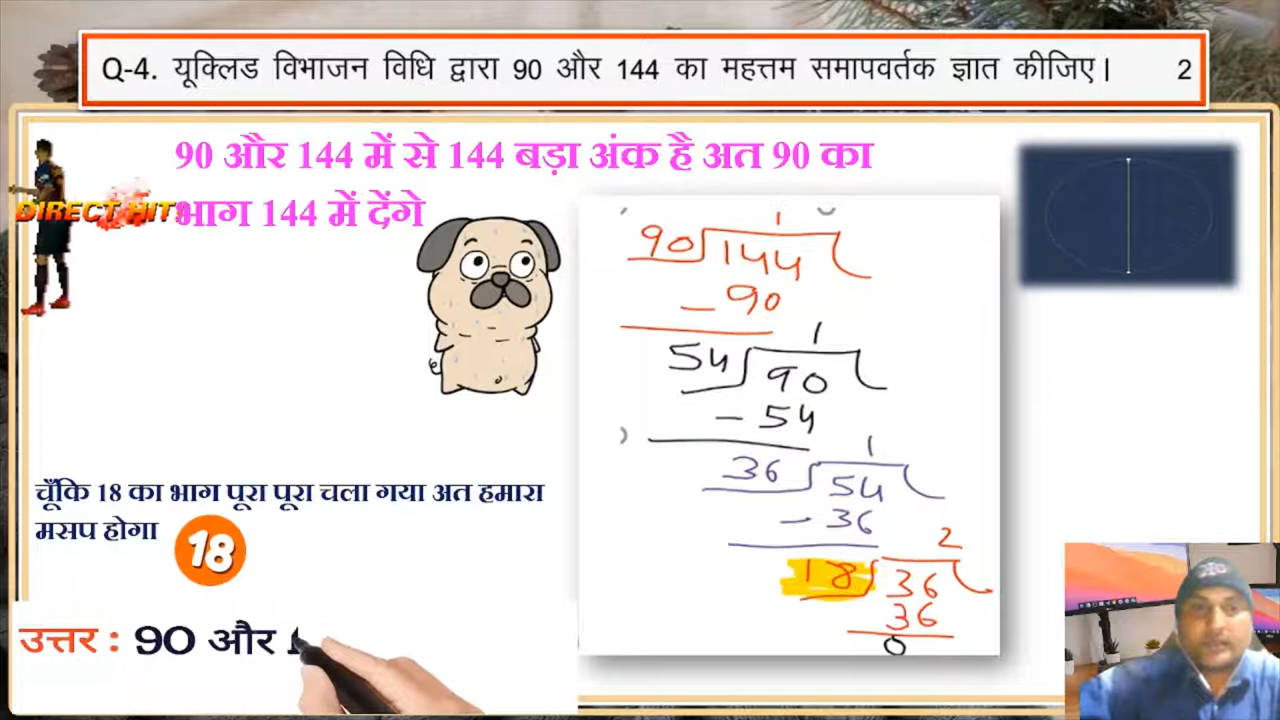 Q-4. यूक्लिड विभाजन विधि द्वारा 90 और 144 का महत्तम समापवर्तक ज्ञात कीजिए। 2
90 और 144 में से 144 बड़ा अंक है अत 90 का
भाग 144 में देंगे
DIRECT HIT
1
90 144
- 90
1
54 90
- 54
1
36 54
- 36
2
18 36
36
0
चूँकि 18 का भाग पूरा पूरा चला गया अत हमारा
मसप होगा 18
उत्तर : 90 और